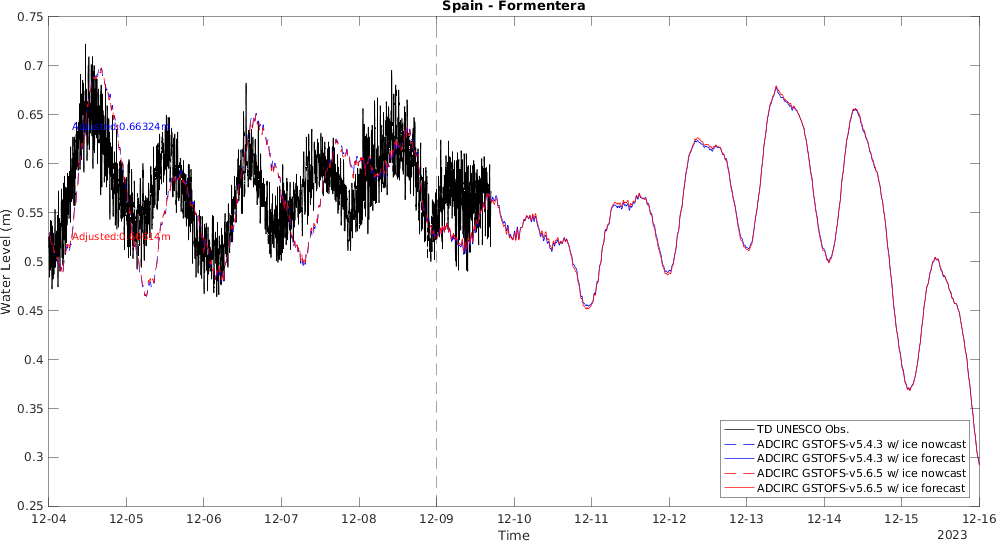 Spain - Formentera
Water Level (m)
0.75
0.7
0.65
0.6
0.55
0.5
0.45
0.4
0.35
0.3
0.25
Adjusted:0.66324m
TD UNESCO Obs.
ADCIRC GSTOFS-v5.4.3 w/ ice nowcast
ADCIRC GSTOFS-v5.4.3 w/ ice forecast
ADCIRC GSTOFS-v5.6.5 w/ ice nowcast
ADCIRC GSTOFS-v5.6.5 w/ ice forecast
12-04 12-05 12-06 12-07 12-08 12-09 12-10 12-11 12-12 12-13 12-14 12-15 12-16
Time
2023